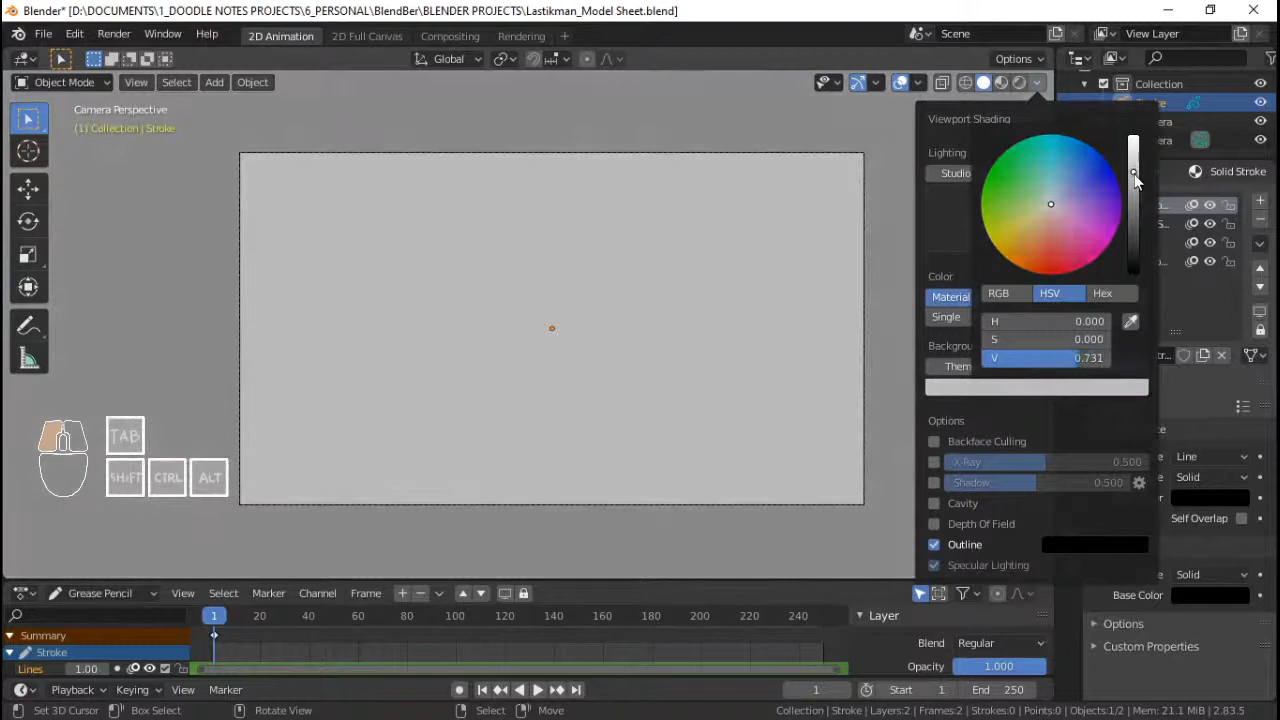 Blender* [D:\DOCUMENTS\1_DOODLE NOTES PROJECTS\6_PERSONAL\BlendBer\BLENDER PROJECTS\Lastikman_Model Sheet.blend]
File Edit Render Window Help 2D Animation 2D Full Canvas Compositing Rendering + Scene View Layer
Global Options
Object Mode View Select Add Object
Collection
Camera Perspective
(1) Collection | Stroke
Viewport Shading
Lighting
Studio
Solid Stroke
Color
Material
Single
RGB HSV Hex
H 0.000
S 0.000
V 0.731
Backgrou
Them
Options
Backface Culling
X-Ray 0.500
Shadow 0.500
Cavity
Depth Of Field
Outline
Specular Lighting
Line
Solid
Self Overlap
Solid
Base Color
Options
Custom Properties
TAB
SHIFT CTRL ALT
Grease Pencil View Select Marker Channel Frame
1 20 40 60 80 100 120 140 160 180 200 220 240
Layer
Summary
Stroke
Lines 1.00
Blend Regular
Opacity 1.000
Playback Keying View Marker 1 Start 1 End 250
Set 3D Cursor Box Select Rotate View Select Move Collection | Stroke | Layers:2 | Frames:2 | Strokes:0 | Points:0 | Objects:1/2 | Mem: 21.1 MiB | 2.83.5